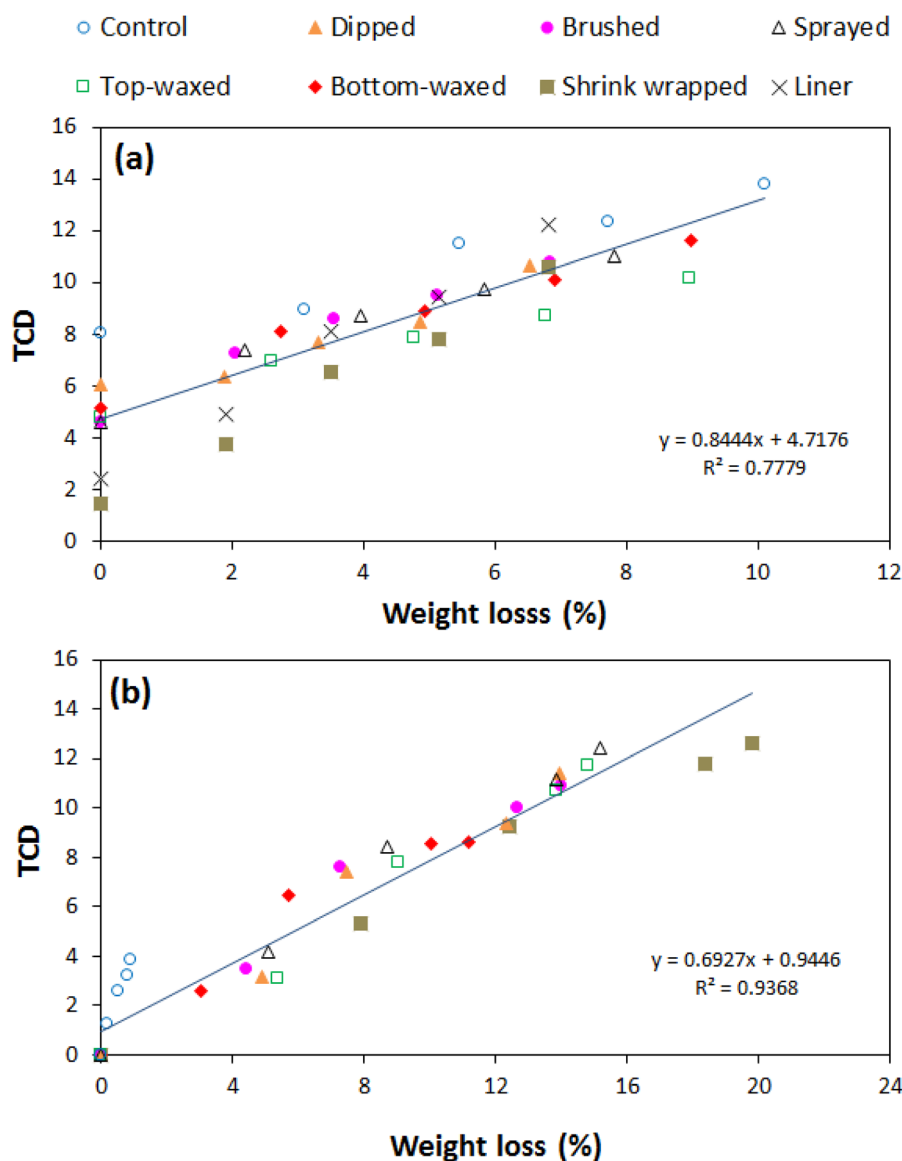 Control Dipped Brushed Sprayed
Top-waxed Bottom-waxed Shrink wrapped Liner
16
(a)
14
12
10
TCD
8
6
4
y = 0.8444x + 4.7176
R² = 0.7779
2
0
0 2 4 6 8 10 12
Weight losss (%)
16
(b)
14
12
10
TCD
8
6
4
y = 0.6927x + 0.9446
R² = 0.9368
2
0
0 4 8 12 16 20 24
Weight loss (%)